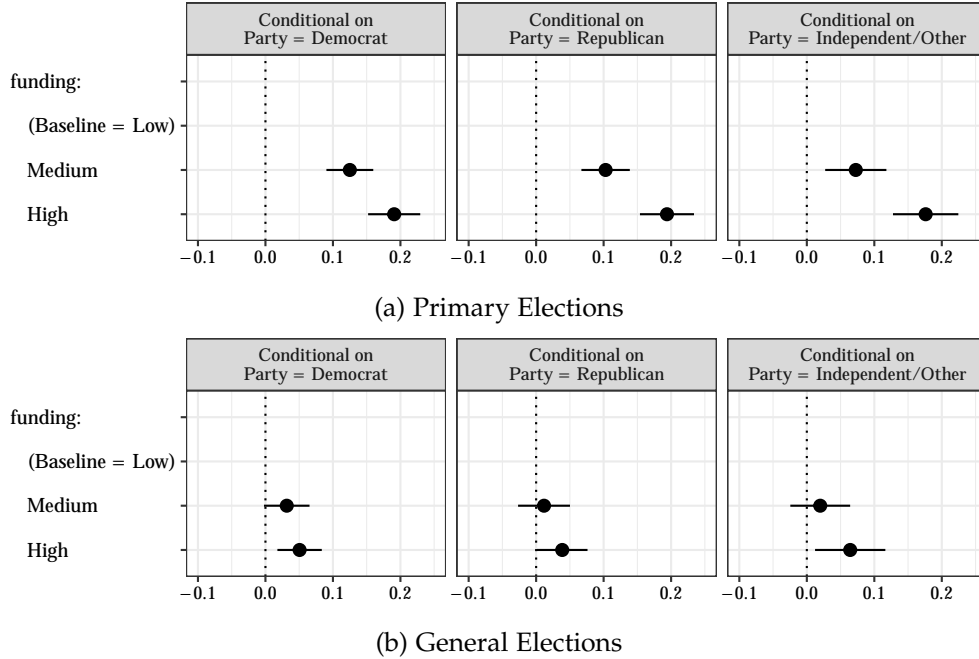 Conditional on
Party = Democrat
Conditional on
Party = Republican
Conditional on
Party = Independent/Other
funding:
(Baseline = Low)
Medium
High
−0.1 0.0 0.1 0.2 −0.1 0.0 0.1 0.2 −0.1 0.0 0.1 0.2
(a) Primary Elections
Conditional on
Party = Democrat
Conditional on
Party = Republican
Conditional on
Party = Independent/Other
funding:
(Baseline = Low)
Medium
High
−0.1 0.0 0.1 0.2 −0.1 0.0 0.1 0.2 −0.1 0.0 0.1 0.2
(b) General Elections